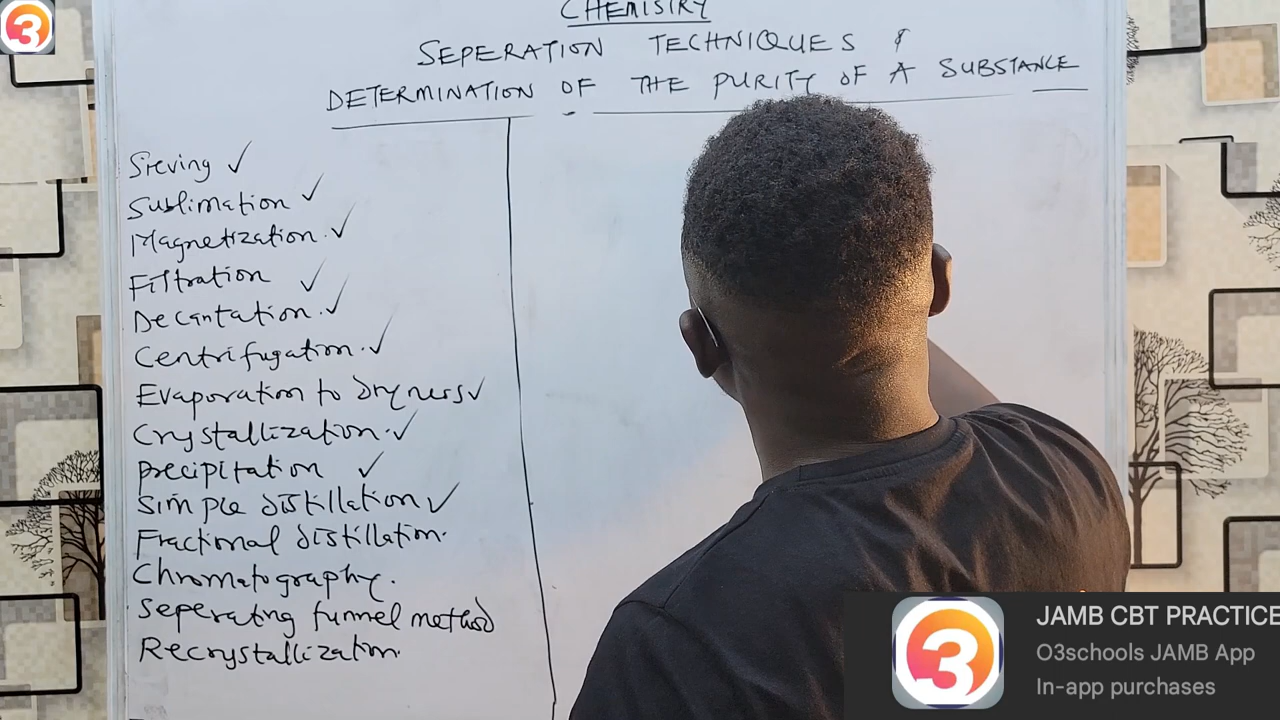 3
CHEMISTRY
SEPERATION TECHNIQUES &
DETERMINATION OF THE PURITY OF A SUBSTANCE
Sieving ✓
Sublimation ✓
Magnetization. ✓
Filtration ✓
Decantation. ✓
Centrifugation. ✓
Evaporation to dryness ✓
Crystallization. ✓
precipitation ✓
Simple distillation ✓
Fractional distillation.
Chromatography.
Seperating funnel method
Recrystallization.
3
JAMB CBT PRACTICE
O3schools JAMB App
In-app purchases